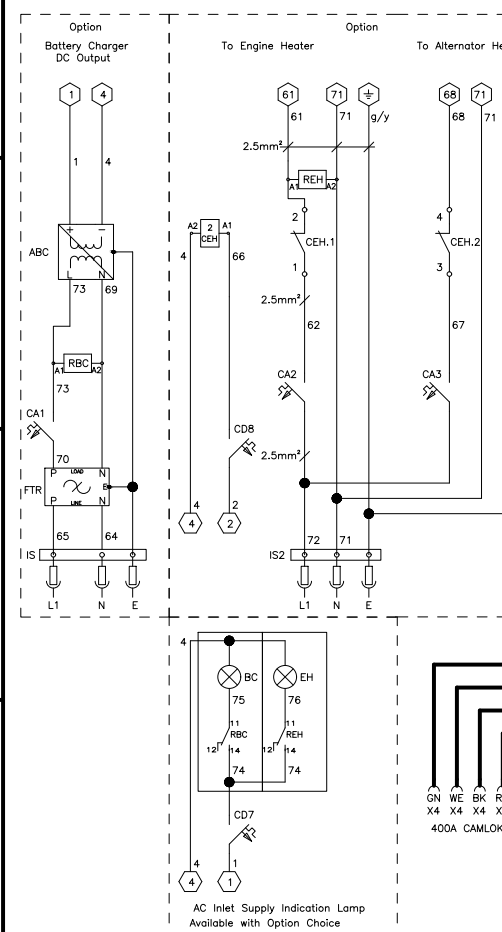 Option
Battery Charger
DC Output
1
4
1
4
+
−
ABC
L
N
73
69
A1
RBC
A2
73
CA1
70
P
LOAD
N
FTR
E
P
LINE
N
65
64
IS
L1
N
E
Option
To Engine Heater
61
71
61
71
g/y
2.5mm²
A1
REH
A2
A2
2
CEH
A1
4
66
2
CEH.1
1
2.5mm²
62
CA2
CD8
2.5mm²
4
2
4
2
72
71
IS2
L1
N
E
To Alternator He
68
71
68
71
4
CEH.2
3
67
CA3
4
BC
EH
75
76
11
RBC
12
14
11
REH
12
14
74
74
CD7
4
1
4
1
AC Inlet Supply Indication Lamp
Available with Option Choice
GN
WE
BK
R
X4
X4
X4
X
400A CAMLOK